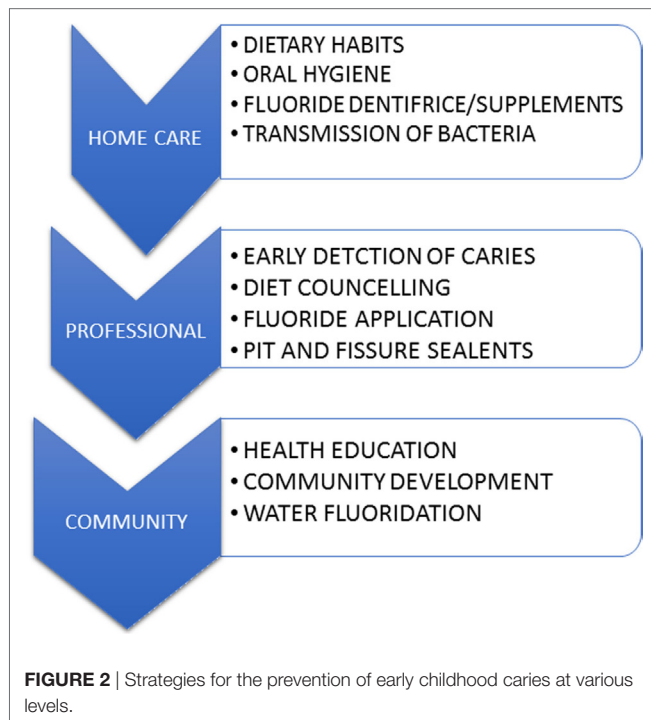 HOME CARE
• DIETARY HABITS
• ORAL HYGIENE
• FLUORIDE DENTIFRICE/SUPPLEMENTS
• TRANSMISSION OF BACTERIA
PROFESSIONAL
• EARLY DETCTION OF CARIES
• DIET COUNCELLING
• FLUORIDE APPLICATION
• PIT AND FISSURE SEALENTS
COMMUNITY
• HEALTH EDUCATION
• COMMUNITY DEVELOPMENT
• WATER FLUORIDATION
FIGURE 2 | Strategies for the prevention of early childhood caries at various
levels.